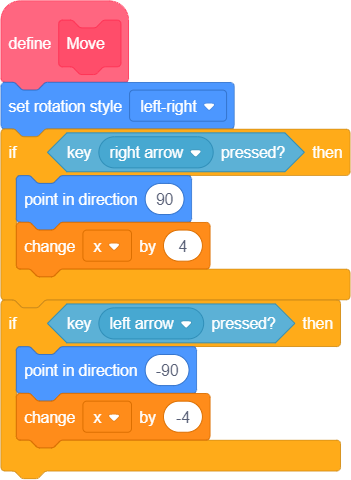 define Move
set rotation style left-right
if key right arrow pressed? then
point in direction 90
change x by 4
if key left arrow pressed? then
point in direction -90
change x by -4